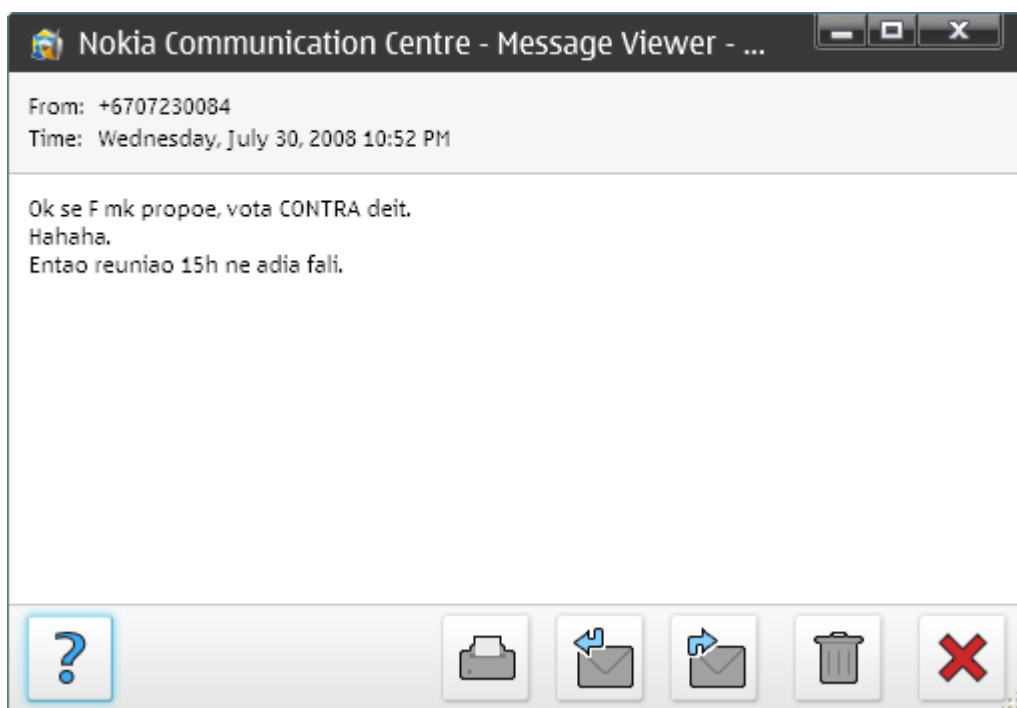 Nokia Communication Centre - Message Viewer - ...
From: +6707230084
Time: Wednesday, July 30, 2008 10:52 PM
Ok se F mk propoe, vota CONTRA deit.
Hahaha.
Entao reuniao 15h ne adia fali.